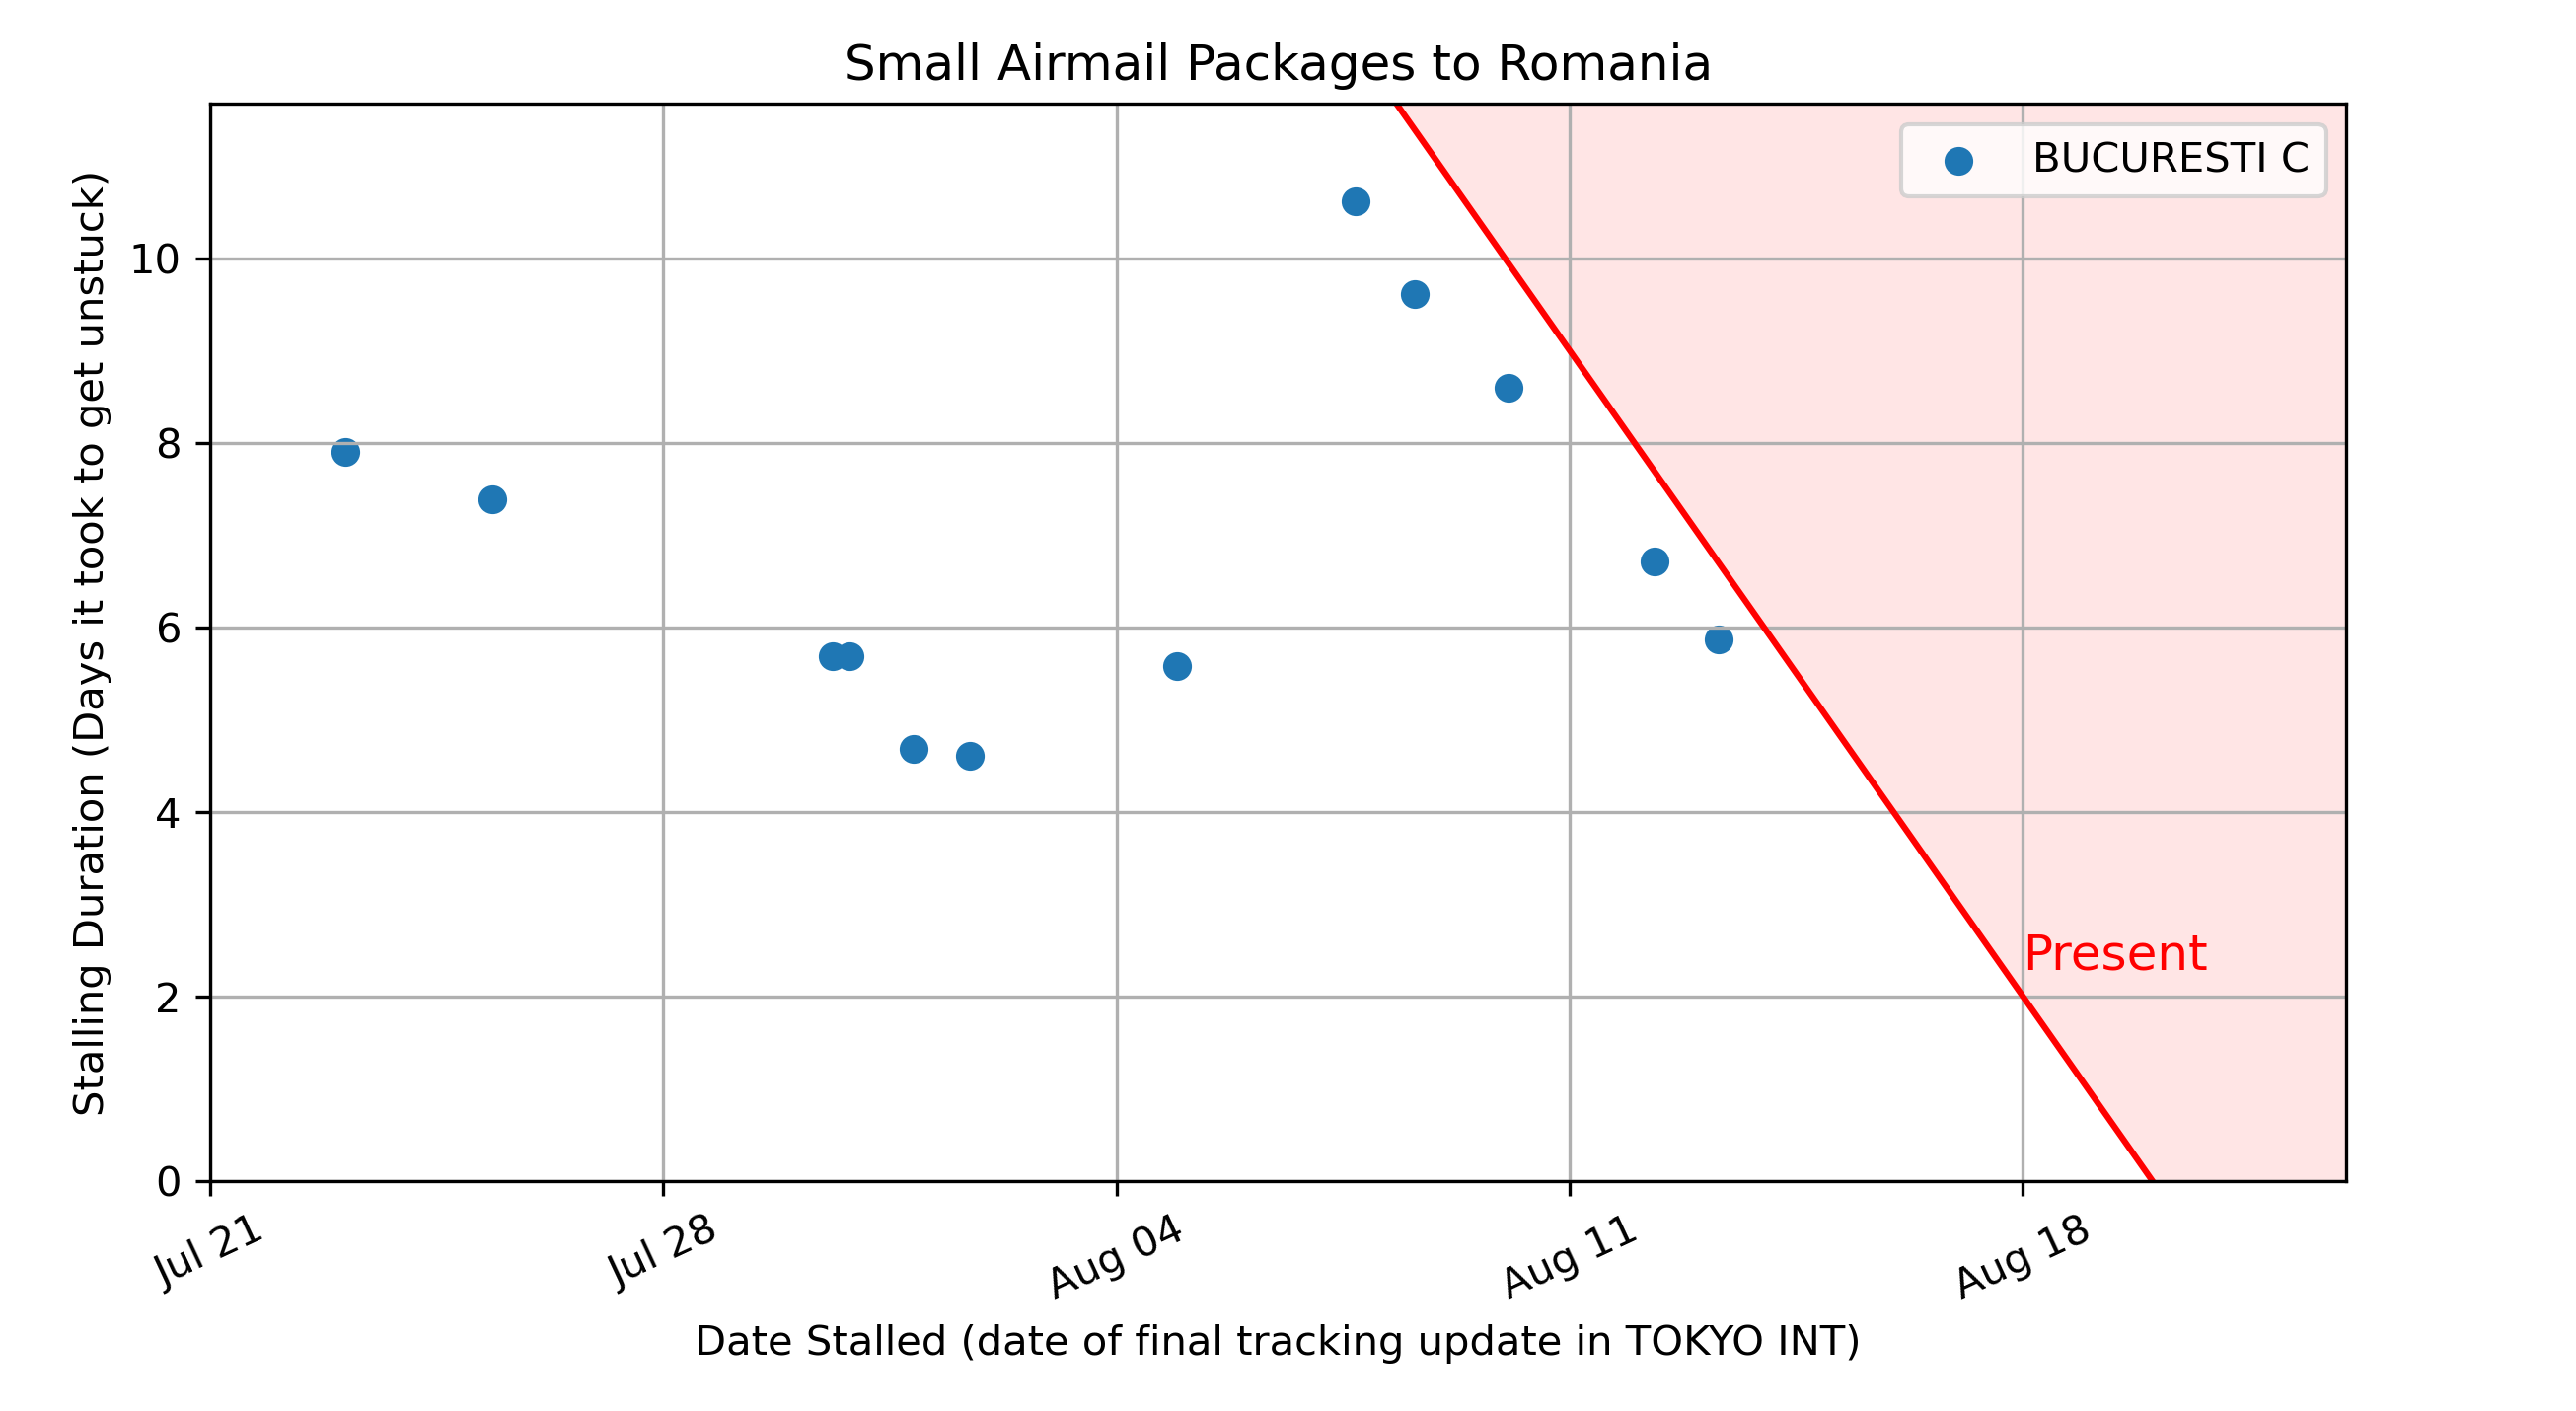 Small Airmail Packages to Romania
BUCURESTI C
Stalling Duration (Days it took to get unstuck)
10
8
6
4
2
0
Present
Jul 21
Jul 28
Aug 04
Aug 11
Aug 18
Date Stalled (date of final tracking update in TOKYO INT)